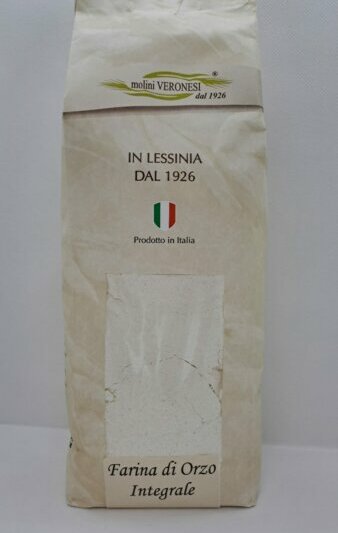 molini VERONESI ®
dal 1926
IN LESSINIA
DAL 1926
Prodotto in Italia
Farina di Orzo
Integrale